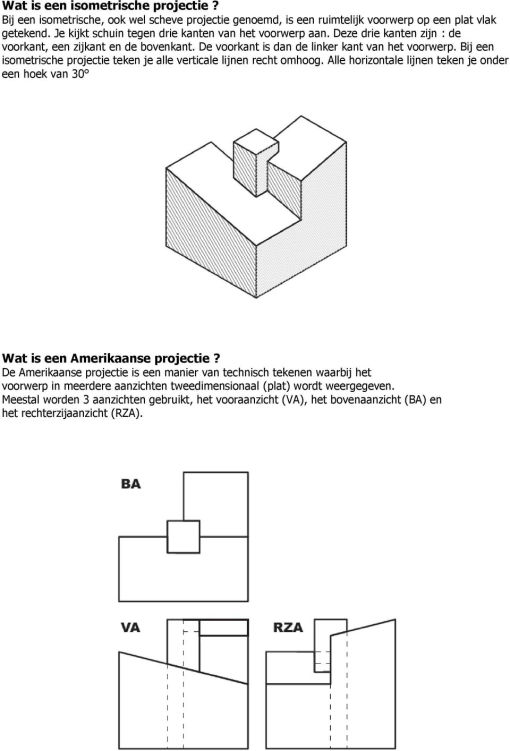 Wat is een isometrische projectie ?
Bij een isometrische, ook wel scheve projectie genoemd, is een ruimtelijk voorwerp op een plat vlak
getekend. Je kijkt schuin tegen drie kanten van het voorwerp aan. Deze drie kanten zijn : de
voorkant, een zijkant en de bovenkant. De voorkant is dan de linker kant van het voorwerp. Bij een
isometrische projectie teken je alle verticale lijnen recht omhoog. Alle horizontale lijnen teken je onder
een hoek van 30°
Wat is een Amerikaanse projectie ?
De Amerikaanse projectie is een manier van technisch tekenen waarbij het
voorwerp in meerdere aanzichten tweedimensionaal (plat) wordt weergegeven.
Meestal worden 3 aanzichten gebruikt, het vooraanzicht (VA), het bovenaanzicht (BA) en
het rechterzijaanzicht (RZA).
BA
VA
RZA